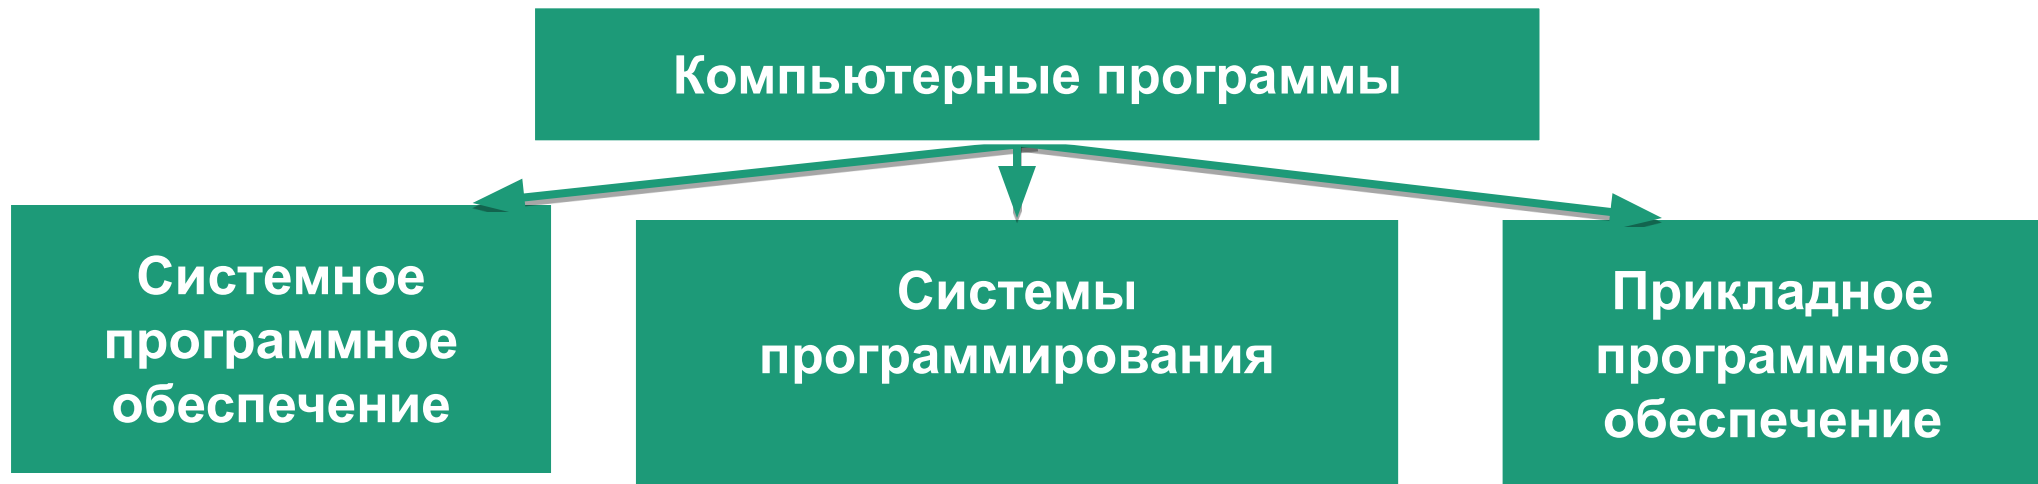 Компьютерные программы
Системное
программное
обеспечение
Системы
программирования
Прикладное
программное
обеспечение